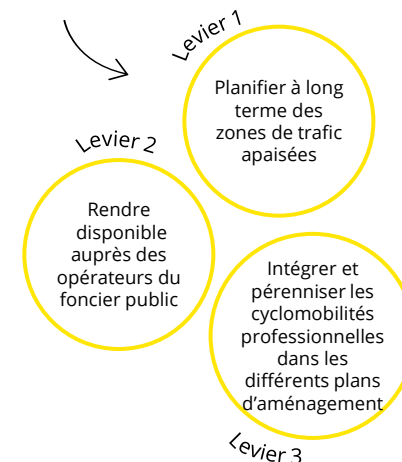 Levier 1
Planifier à long
terme des
zones de trafic
apaisées
Levier 2
Rendre
disponible
auprès des
opérateurs du
foncier public
Intégrer et
pérenniser les
cyclomobilités
professionnelles
dans les
différents plans
d’aménagement
Levier 3